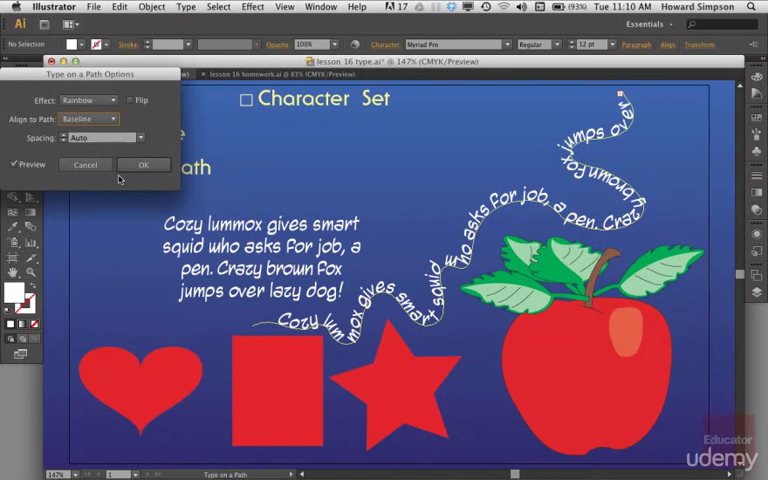 Illustrator File Edit Object Type Select Effect View Window Help 17 (93%) Tue 11:10 AM Howard Simpson
Ai Essentials
No Selection Stroke: Opacity: 100% Character: Myriad Pro Regular 12 pt Paragraph Align Transform
lesson 16 type.ai* @ 147% (CMYK/Preview)
lesson 16 homework.ai @ 83% (CMYK/Preview)
Type on a Path Options
Effect: Rainbow Flip
Align to Path: Baseline
Spacing: Auto
Preview Cancel OK
Character Set
e
ath
Cozy lummox gives smart
squid who asks for job, a
pen. Crazy brown fox
jumps over lazy dog!
Cozy lummox gives smart squid who asks for job, a pen. Crazy brown fox jumps over
Educator
udemy
147% 1 Type on a Path